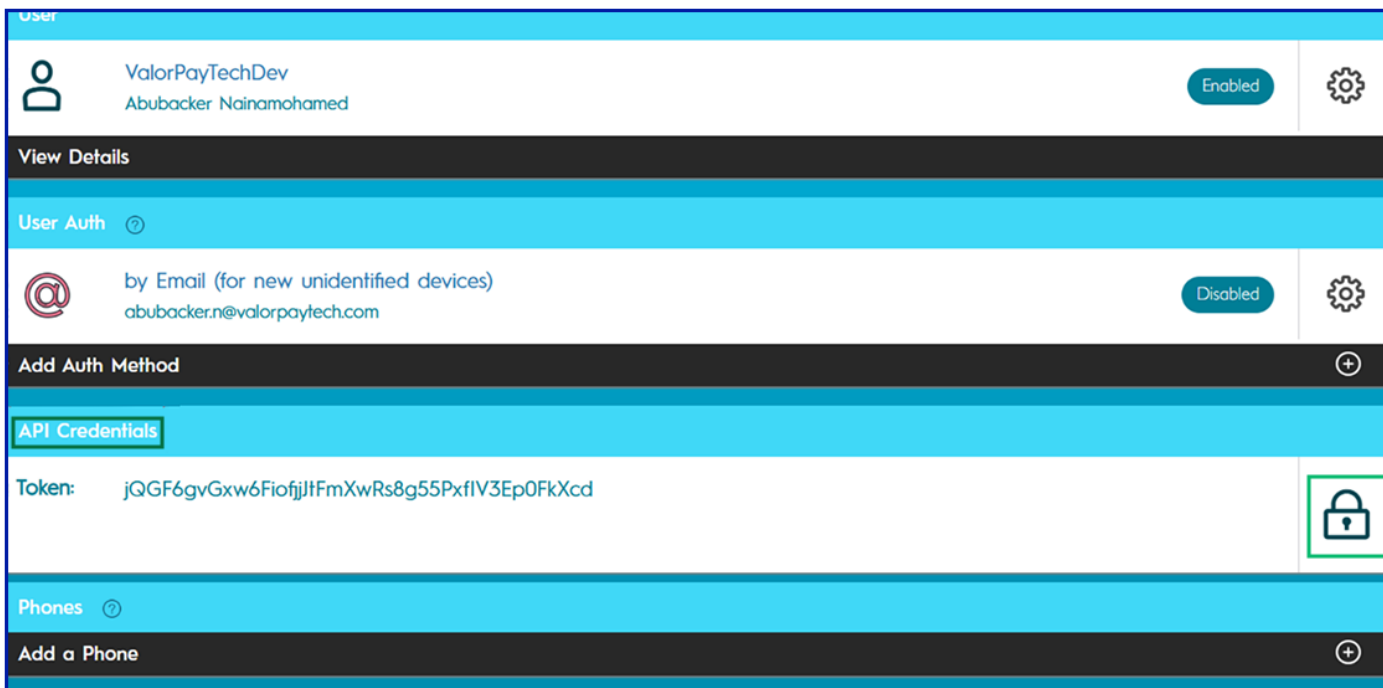 User
ValorPayTechDev
Abubacker Nainamohamed
Enabled
View Details
User Auth ?
by Email (for new unidentified devices)
abubacker.n@valorpaytech.com
Disabled
Add Auth Method
API Credentials
Token: jQGF6gvGxw6FiofjjJtFmXwRs8g55PxfIV3Ep0FkXcd
Phones ?
Add a Phone